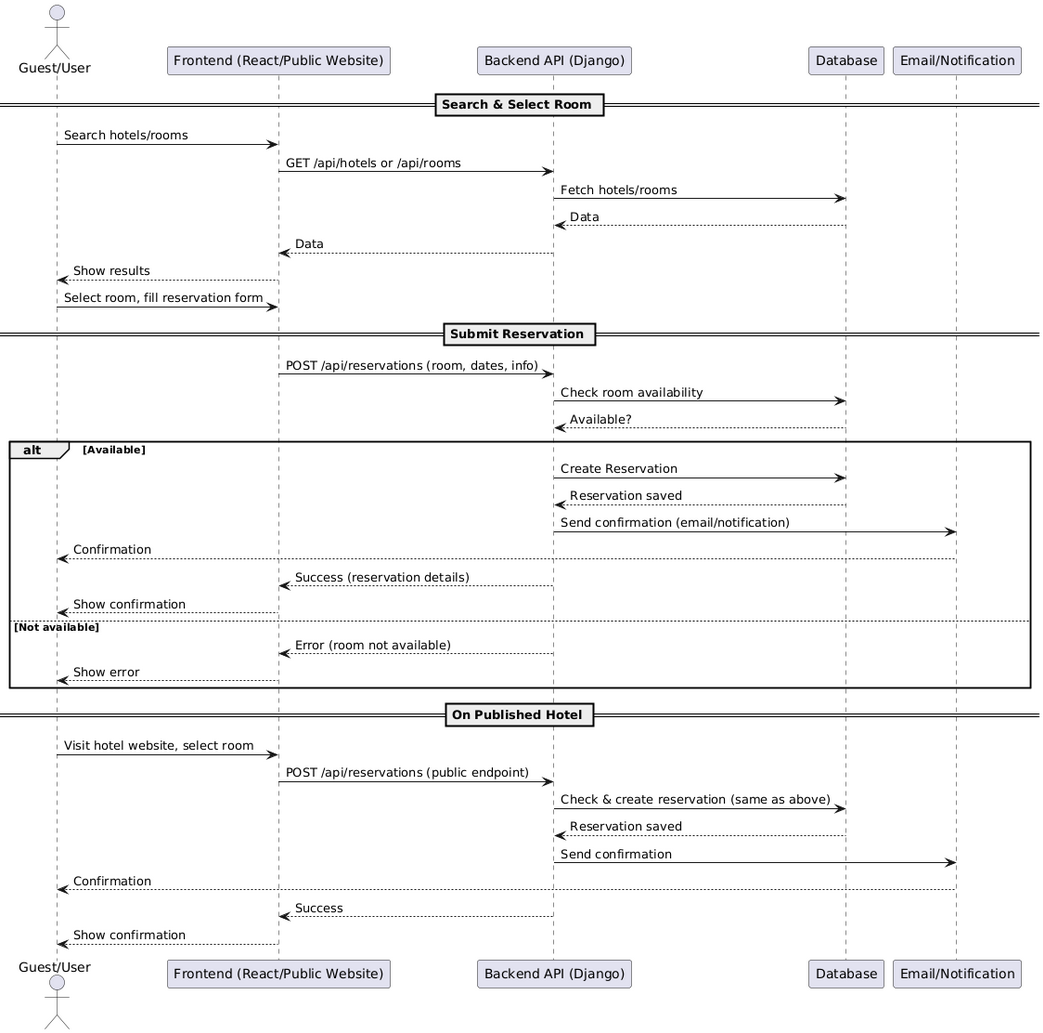 Guest/User
Frontend (React/Public Website)
Backend API (Django)
Database
Email/Notification
Search & Select Room
Search hotels/rooms
GET /api/hotels or /api/rooms
Fetch hotels/rooms
Data
Data
Show results
Select room, fill reservation form
Submit Reservation
POST /api/reservations (room, dates, info)
Check room availability
Available?
alt [Available]
Create Reservation
Reservation saved
Send confirmation (email/notification)
Confirmation
Success (reservation details)
Show confirmation
[Not available]
Error (room not available)
Show error
On Published Hotel
Visit hotel website, select room
POST /api/reservations (public endpoint)
Check & create reservation (same as above)
Reservation saved
Send confirmation
Confirmation
Success
Show confirmation
Guest/User
Frontend (React/Public Website)
Backend API (Django)
Database
Email/Notification